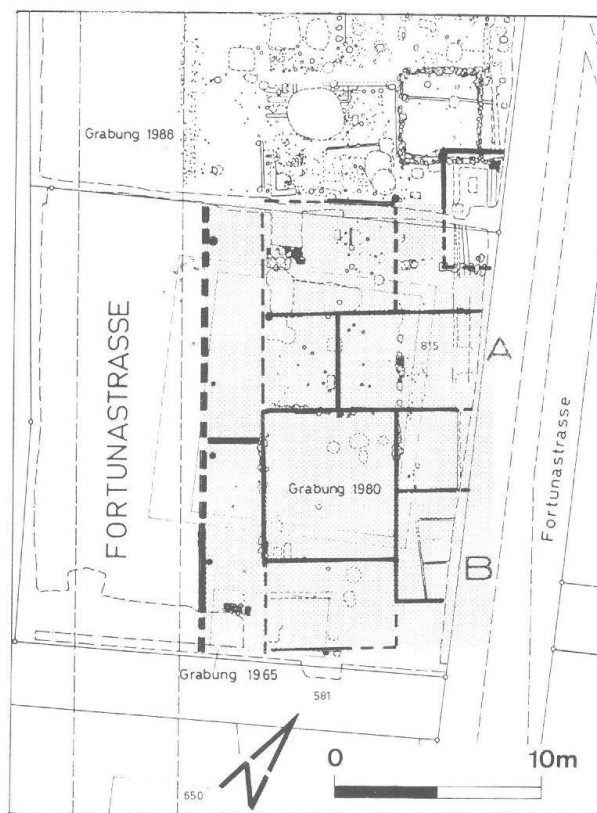 Grabung 1988
FORTUNASTRASSE
815
A
Fortunastrasse
Grabung 1980
B
Grabung 1965
581
650
N
0 10m